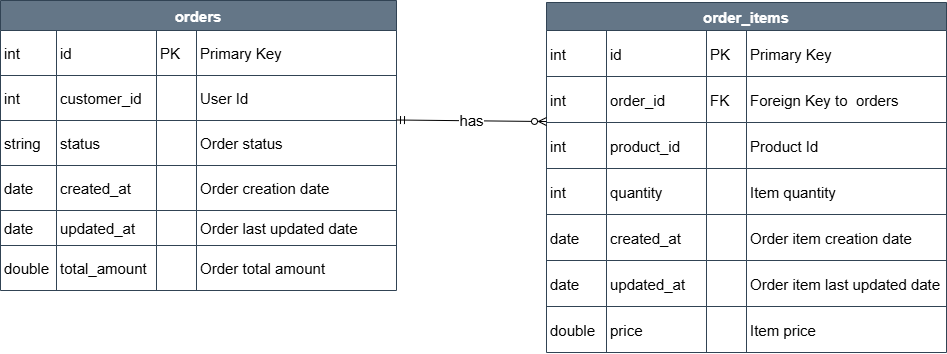 orders
int id PK Primary Key
int customer_id User Id
string status Order status
date created_at Order creation date
date updated_at Order last updated date
double total_amount Order total amount
has
order_items
int id PK Primary Key
int order_id FK Foreign Key to orders
int product_id Product Id
int quantity Item quantity
date created_at Order item creation date
date updated_at Order item last updated date
double price Item price